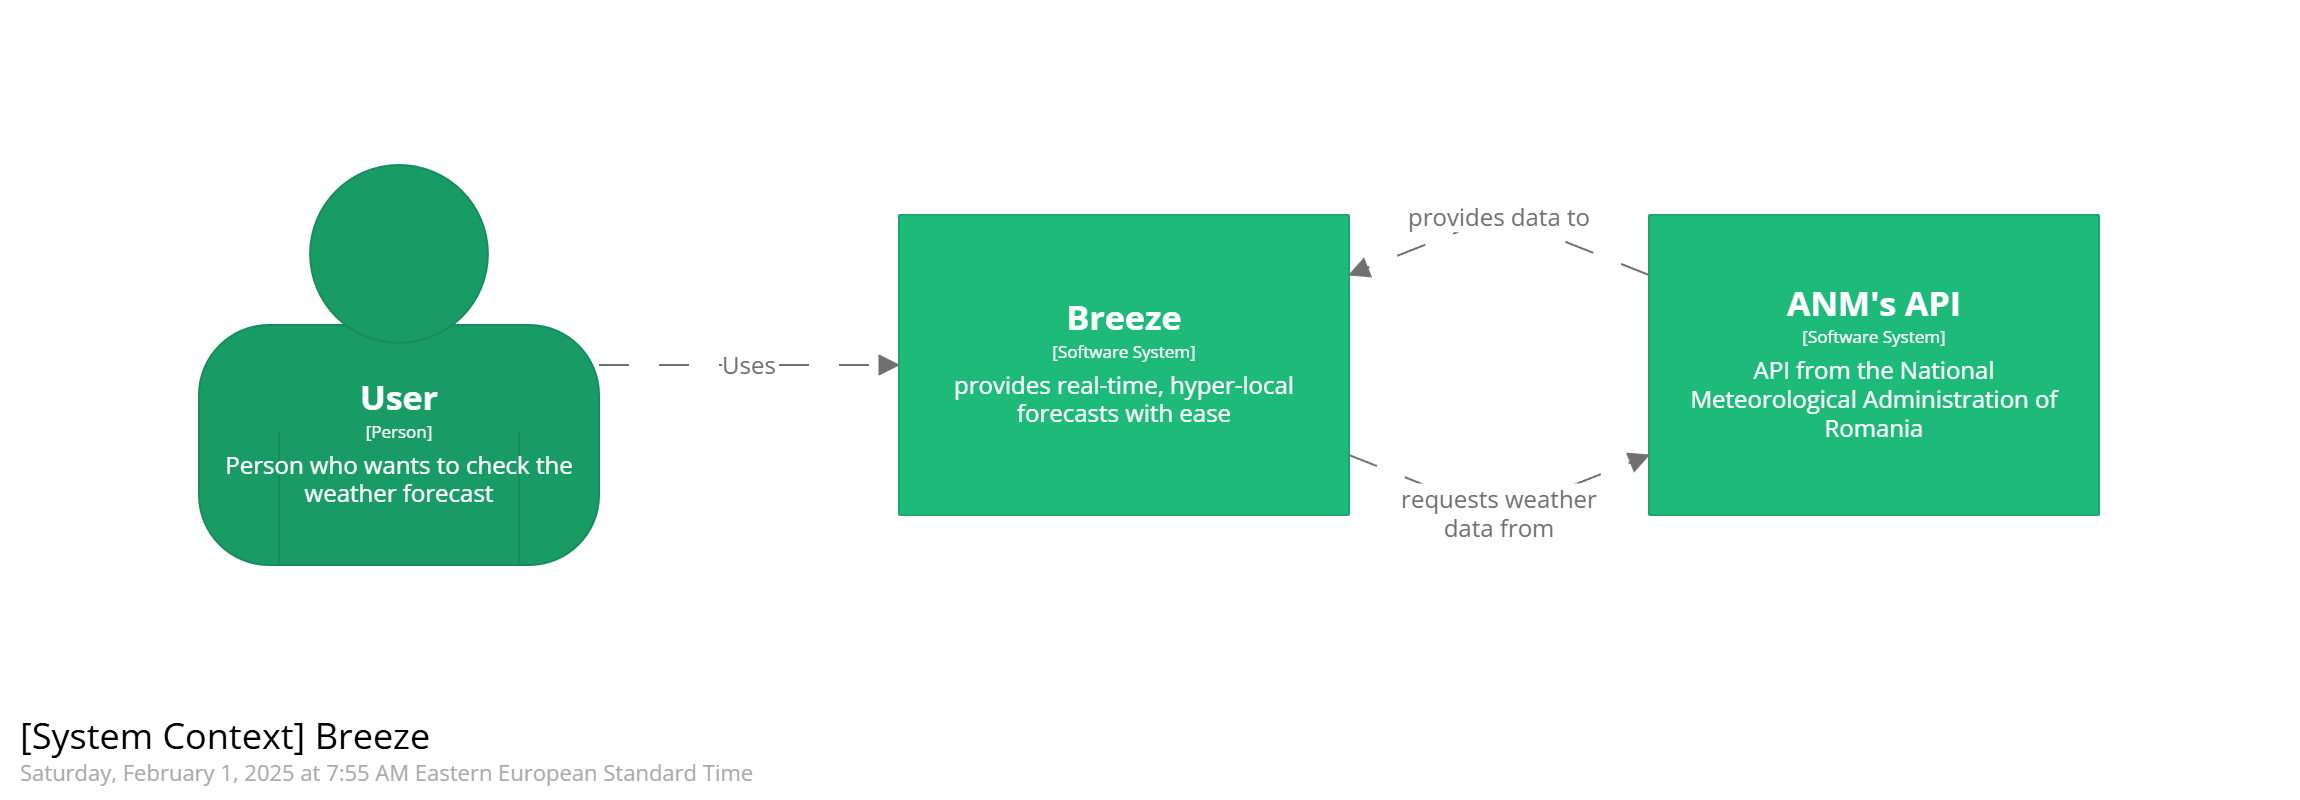 User
[Person]
Person who wants to check the
weather forecast
Uses
Breeze
[Software System]
provides real-time, hyper-local
forecasts with ease
provides data to
requests weather
data from
ANM's API
[Software System]
API from the National
Meteorological Administration of
Romania
[System Context] Breeze
Saturday, February 1, 2025 at 7:55 AM Eastern European Standard Time